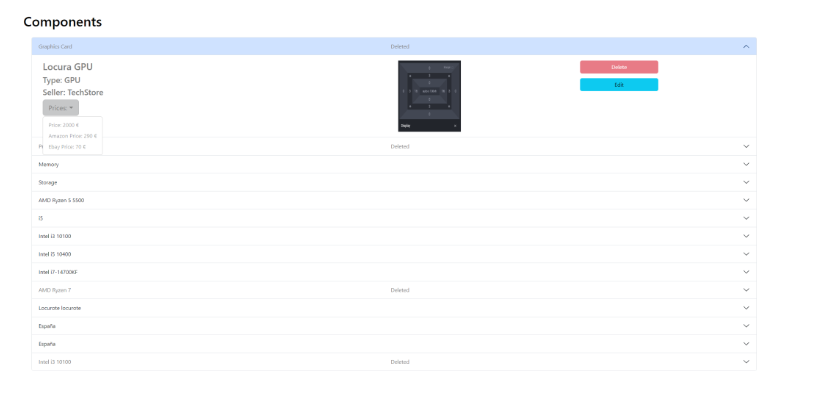 Components
Graphics Card Deleted
Locura GPU
Type: GPU
Seller: TechStore
Prices
Price: 2000 €
Amazon Price: 280 €
Ebay Price: 10 €
Delete
Edit
Display
Deleted
Memory
Storage
AMD Ryzen 5 5500
i5
Intel i3 10100
Intel i5 10400
Intel i7-14700KF
AMD Ryzen 7 Deleted
Locurote locurote
España
España
Intel i3 10100 Deleted